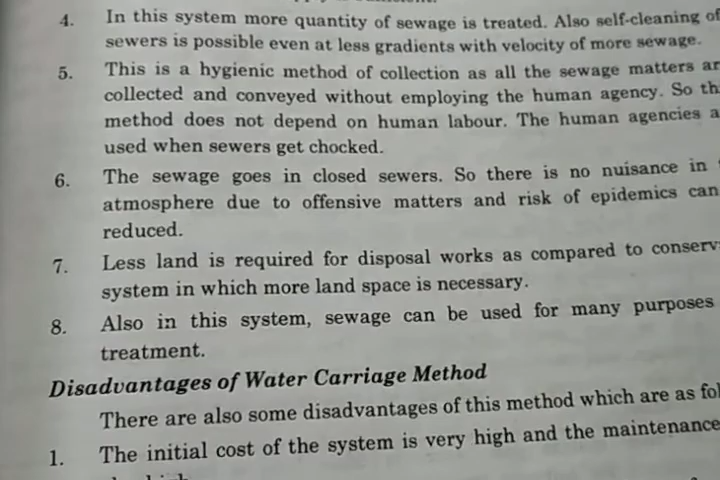 4. In this system more quantity of sewage is treated. Also self-cleaning of
sewers is possible even at less gradients with velocity of more sewage.
5. This is a hygienic method of collection as all the sewage matters ar
collected and conveyed without employing the human agency. So th
method does not depend on human labour. The human agencies a
used when sewers get chocked.
6. The sewage goes in closed sewers. So there is no nuisance in
atmosphere due to offensive matters and risk of epidemics can
reduced.
7. Less land is required for disposal works as compared to conserv
system in which more land space is necessary.
8. Also in this system, sewage can be used for many purposes
treatment.
Disadvantages of Water Carriage Method
There are also some disadvantages of this method which are as fol
1. The initial cost of the system is very high and the maintenance